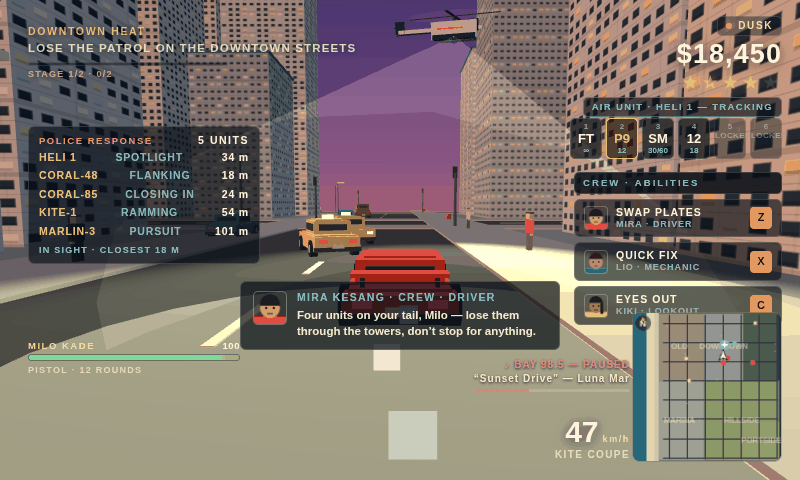 DOWNTOWN HEAT
LOSE THE PATROL ON THE DOWNTOWN STREETS
STAGE 1/2 · 0/2
DUSK
$18,450
AIR UNIT · HELI 1 — TRACKING
1 FT ∞
2 P9 12
3 SM 30/60
4 12 18
5
6
POLICE RESPONSE 5 UNITS
HELI 1 SPOTLIGHT 34 m
CORAL-48 FLANKING 18 m
CORAL-85 CLOSING IN 24 m
KITE-1 RAMMING 54 m
MARLIN-3 PURSUIT 101 m
IN SIGHT · CLOSEST 18 M
CREW · ABILITIES
SWAP PLATES
MIRA · DRIVER
Z
QUICK FIX
LIO · MECHANIC
X
EYES OUT
KIKI · LOOKOUT
C
MIRA KESANG · CREW · DRIVER
Four units on your tail, Milo — lose them
through the towers, don't stop for anything.
MILO KADE 100
PISTOL · 12 ROUNDS
♪ BAY 98.5 — PAUSED
“Sunset Drive” — Luna Mar
47 km/h
KITE COUPE
N
OLD
DOWNTOWN
MARINA
HILLSIDE
PORTSIDE